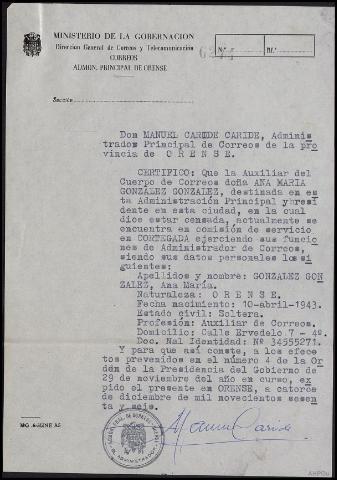 MINISTERIO DE LA GOBERNACION
Dirección General de Correos y Telecomunicación
CORREOS
ADMON. PRINCIPAL DE ORENSE
N.º
Rf.ª
Sección
Don MANUEL CARIDE CARIDE, Adminis
trados Principal de Correos de la pro
vincia de O R E N S E.
CERTIFICO: Que la Auxiliar del
Cuerpo de Correos doña ANA MARIA
GONZALEZ GONZALEZ, destinada en es
ta Administración Principal y resi
dente en esta ciudad, en la cual
dice estar censada, actualmente se
encuentra en comisión de servicio
en CORTEGADA ejerciendo sus funcio
nes de Administrador de Correos,
siendo sus datos personales los si
guientes:
Apellidos y nombre: GONZALEZ GON
ZALEZ, Ana María.
Naturaleza: O R E N S E.
Fecha nacimiento: 10-abril-1943.
Estado civil: Soltera.
Profesión: Auxiliar de Correos.
Domicilio: Calle Ervedelo 7 - 4º.
Doc. Nal Identidad: Nº 34555271.
Y para que así conste, a los efec
tos prevenidos en el número 4 de la Or
dem de la Presidencia del Gobierno de
29 de noviembre del año en curso, ex
pido el presente en ORENSE, a catorce
de diciembre de mil novecientos sesen
ta y seis.
Manuel Caride